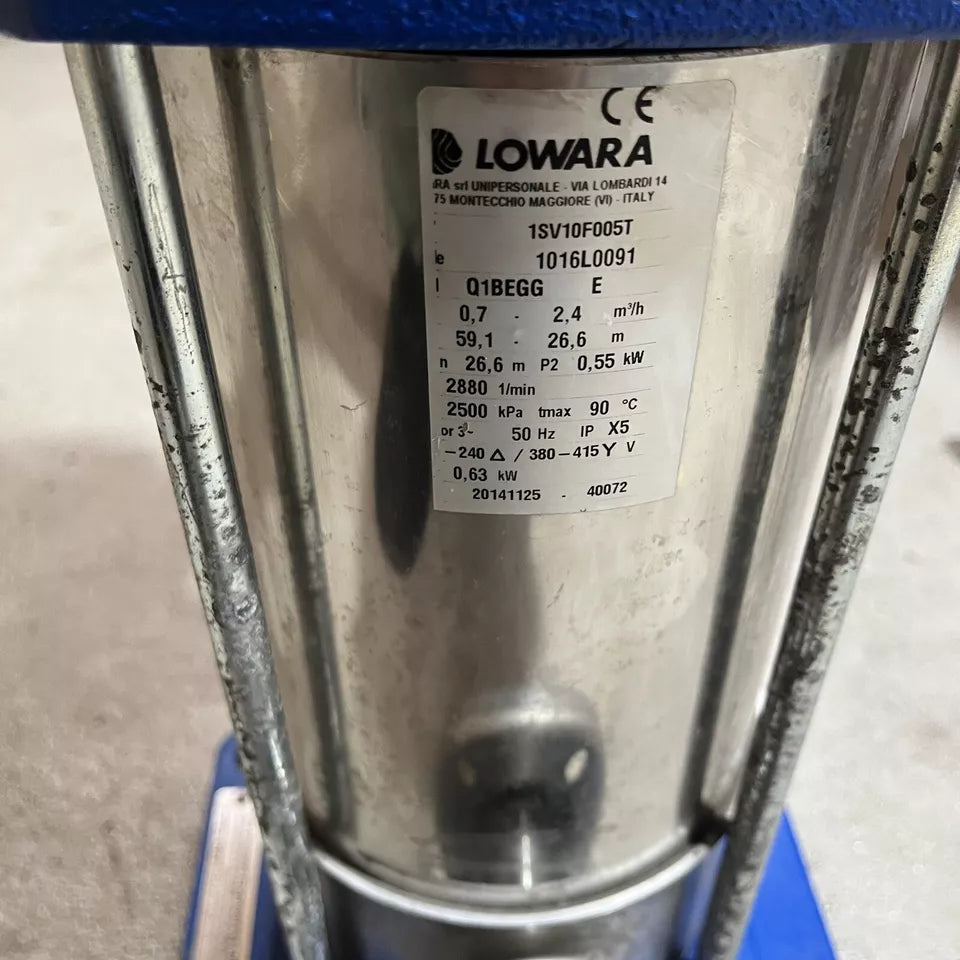 CE
LOWARA
RA srl UNIPERSONALE - VIA LOMBARDI 14
75 MONTECCHIO MAGGIORE (VI) - ITALY
1SV10F005T
e 1016L0091
Q1BEGG E
0,7 - 2,4 m³/h
59,1 - 26,6 m
n 26,6 m P2 0,55 kW
2880 1/min
2500 kPa tmax 90 °C
or 3~ 50 Hz IP X5
-240 △ / 380-415 Y V
0,63 kW
20141125 - 40072